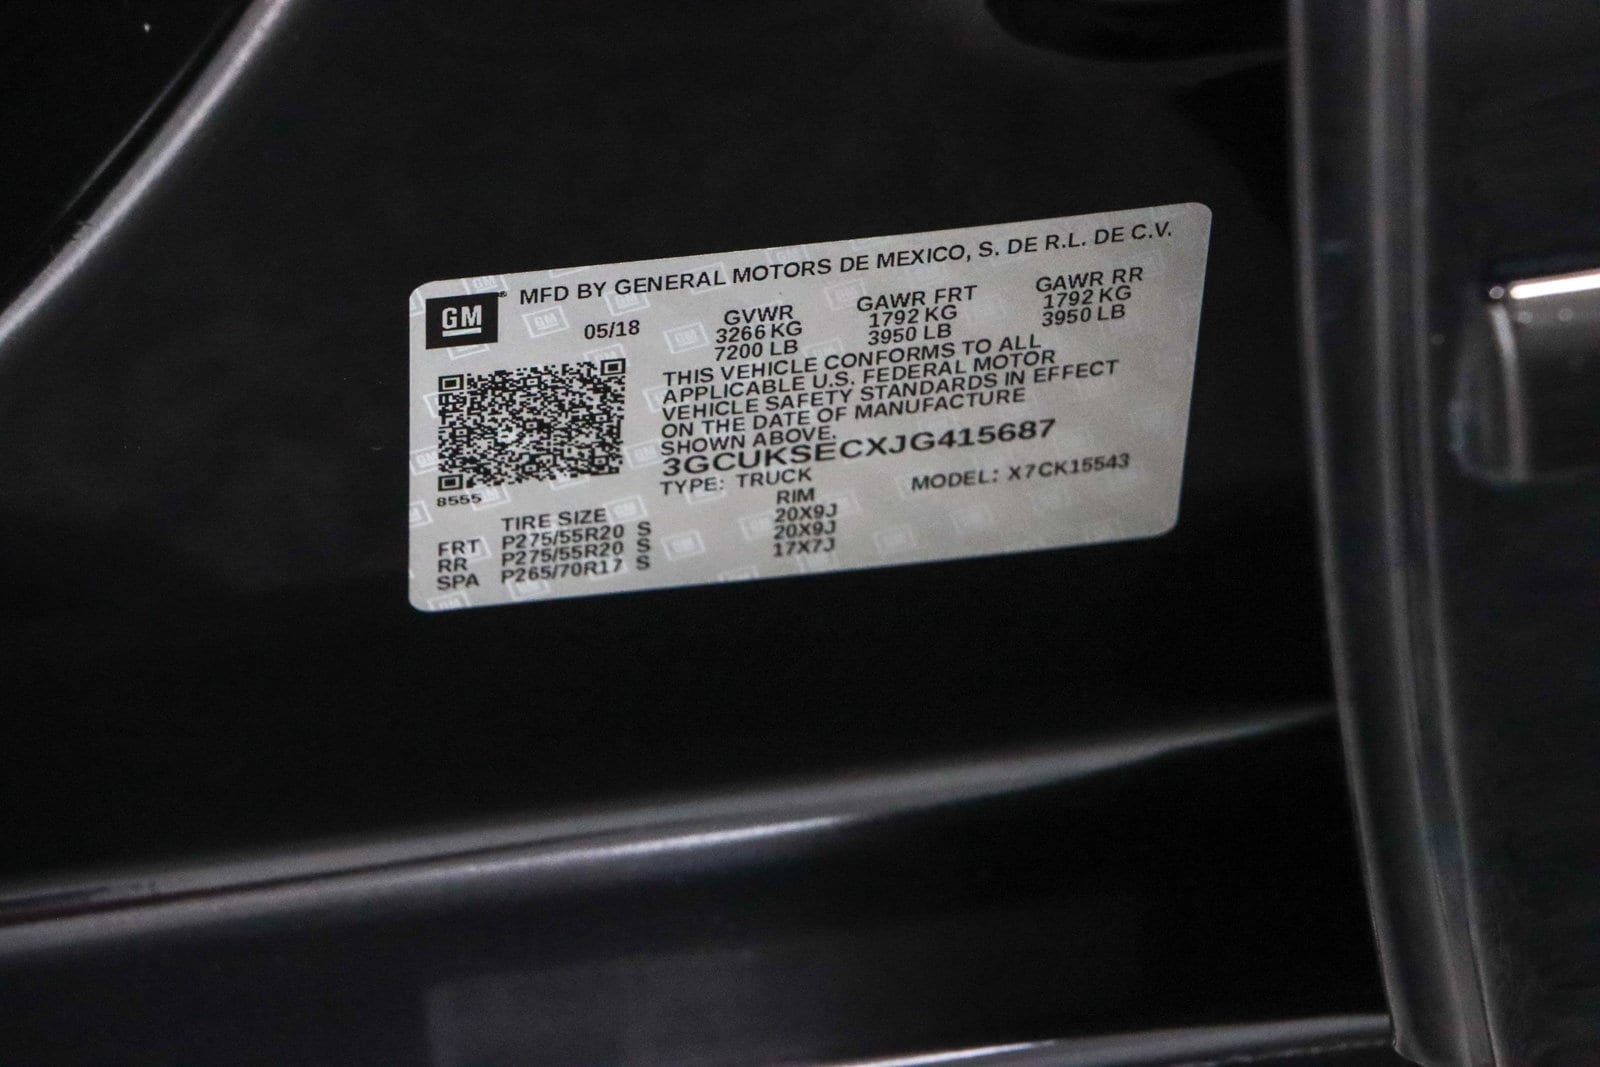 GM
MFD BY GENERAL MOTORS DE MEXICO, S. DE R.L. DE C.V.
05/18
GVWR GAWR FRT GAWR RR
3266 KG 1792 KG 1792 KG
7200 LB 3950 LB 3950 LB
THIS VEHICLE CONFORMS TO ALL
APPLICABLE U.S. FEDERAL MOTOR
VEHICLE SAFETY STANDARDS IN EFFECT
ON THE DATE OF MANUFACTURE
SHOWN ABOVE.
3GCUKSECXJG415687
TYPE: TRUCK MODEL: X7CK15543
8555
TIRE SIZE RIM
FRT P275/55R20 S 20X9J
RR P275/55R20 S 20X9J
SPA P265/70R17 S 17X7J